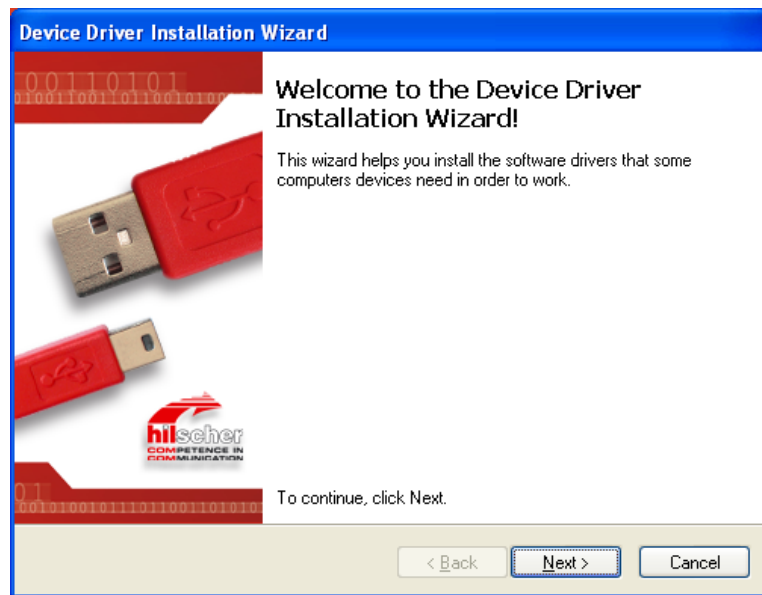 Device Driver Installation Wizard
00110101
Welcome to the Device Driver
Installation Wizard!
This wizard helps you install the software drivers that some
computers devices need in order to work.
hilscher
COMPETENCE IN
COMMUNICATION
01
To continue, click Next.
< Back
Next >
Cancel